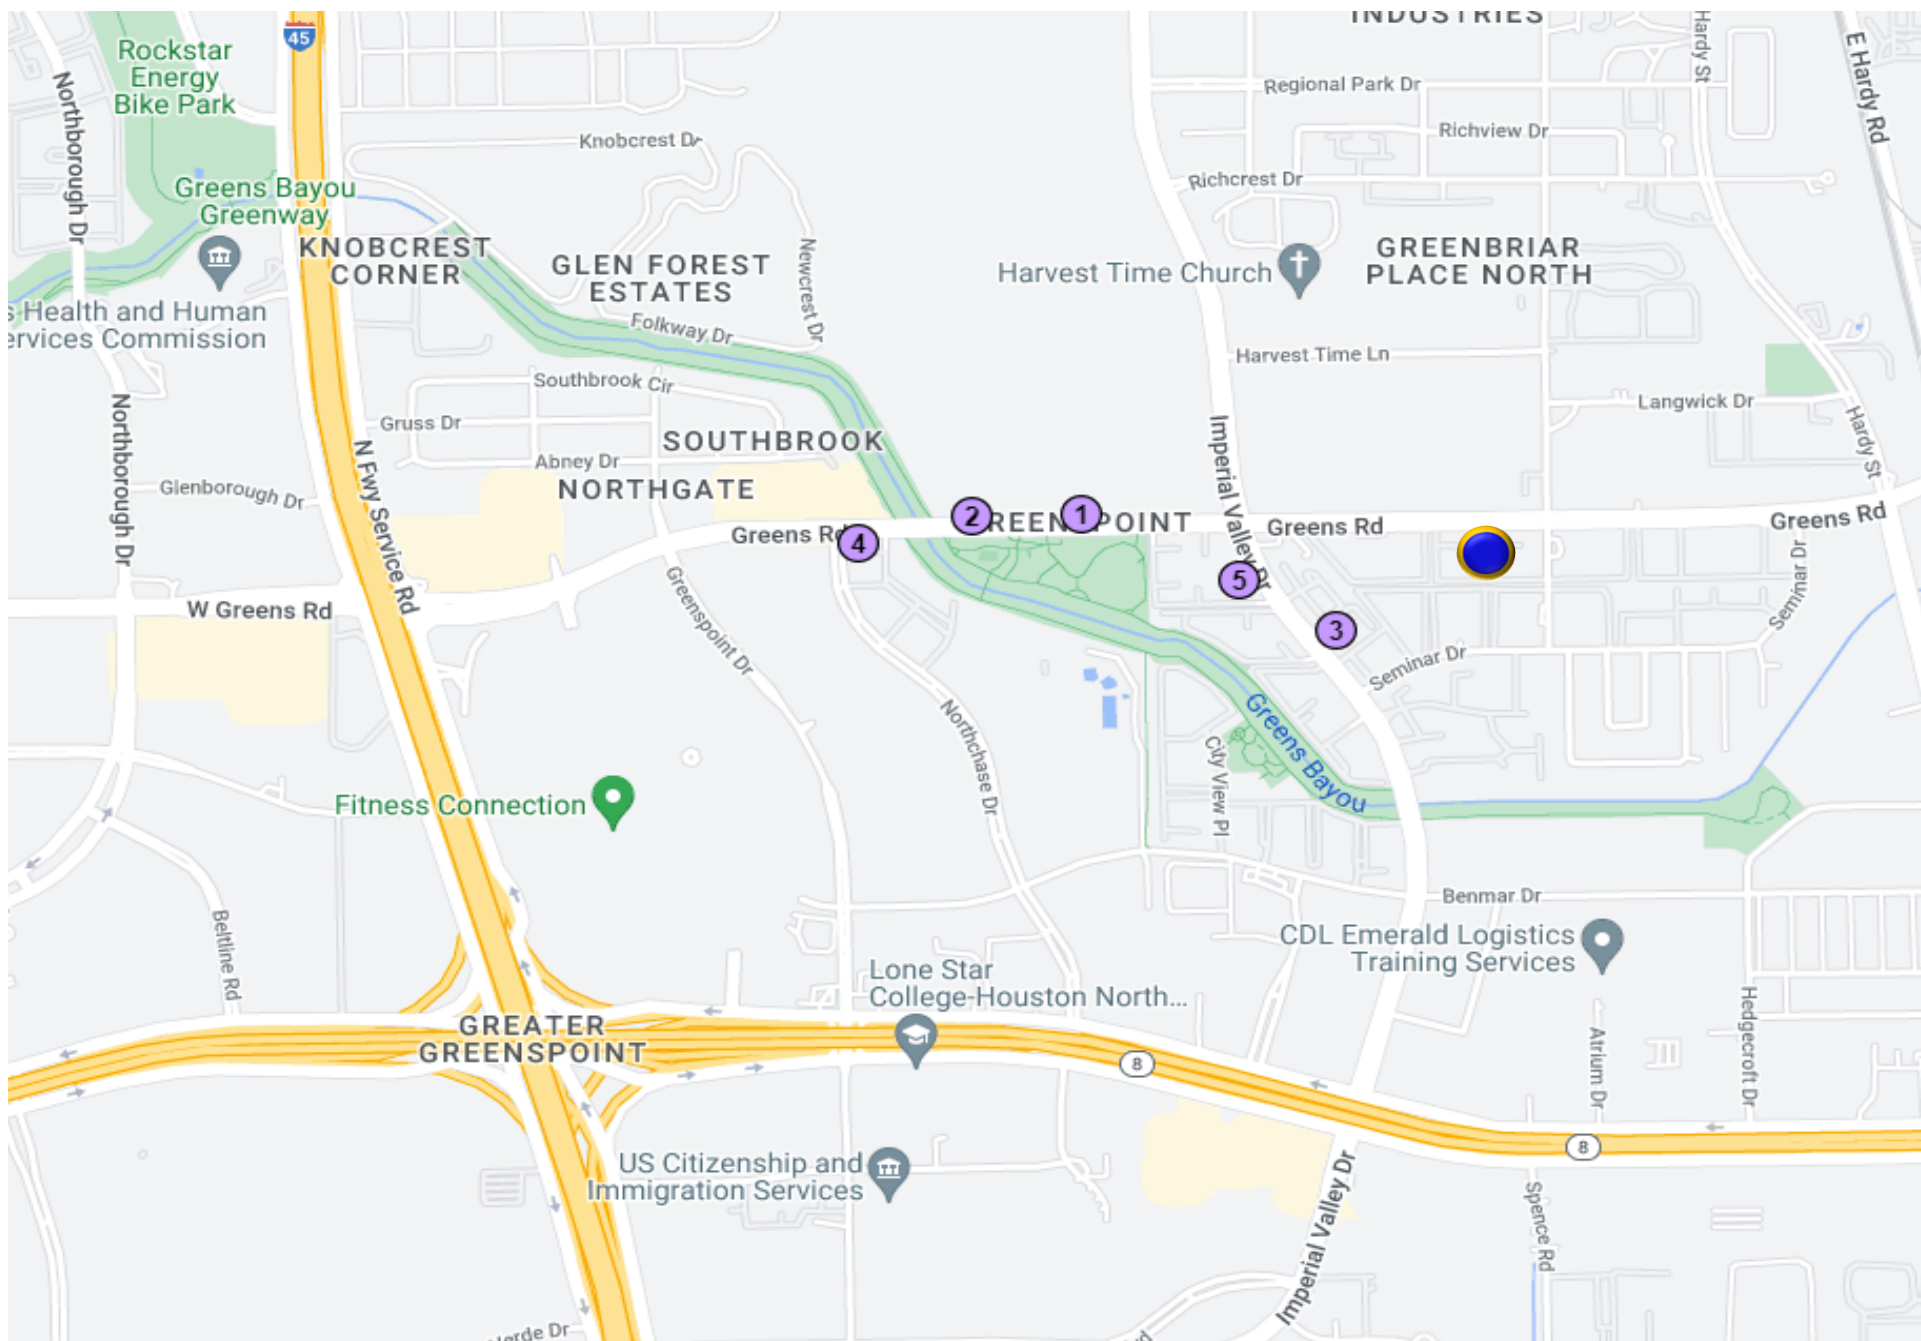 INDUSTRIES
45
Rockstar
Energy
Bike Park
Northborough Dr
Hardy St
E Hardy Rd
Regional Park Dr
Richview Dr
Knobcrest Dr
Richcrest Dr
Greens Bayou
Greenway
KNOBCREST
CORNER
GLEN FOREST
ESTATES
Newcrest Dr
Harvest Time Church
GREENBRIAR
PLACE NORTH
s Health and Human
ervices Commission
Folkway Dr
Harvest Time Ln
Southbrook Cir
Langwick Dr
Northborough Dr
Gruss Dr
N Fwy Service Rd
SOUTHBROOK
Imperial Valley Dr
Hardy St
Abney Dr
NORTHGATE
Glenborough Dr
2
1
REEN POINT
Greens Rd
Greens Rd
Greens Rd
4
5
W Greens Rd
Greenspoint Dr
Seminar Dr
3
Seminar Dr
Northchase Dr
Greens Bayou
City View Pl
Fitness Connection
Benmar Dr
Beltline Rd
CDL Emerald Logistics
Training Services
Lone Star
College-Houston North...
Hedgecroft Dr
GREATER
GREENSPOINT
Atrium Dr
8
8
US Citizenship and
Immigration Services
Imperial Valley Dr
Spence Rd
erde Dr